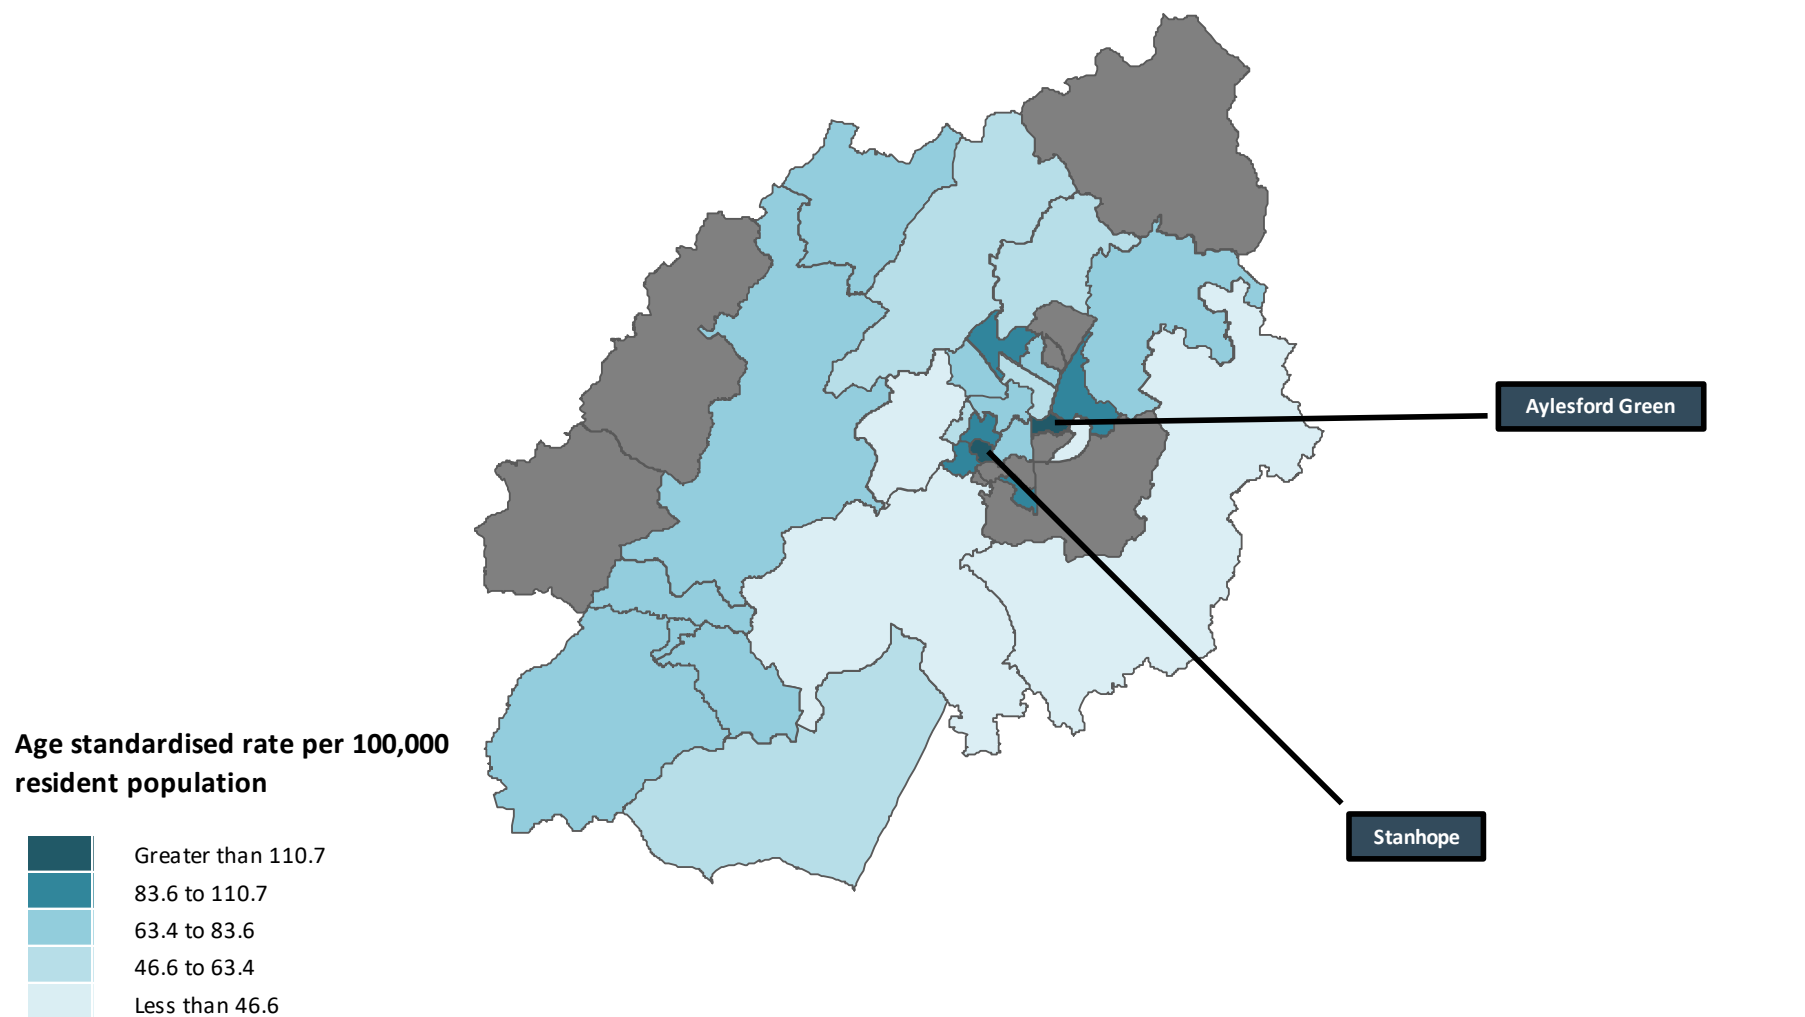 Aylesford Green
Age standardised rate per 100,000
resident population
Stanhope
Greater than 110.7
83.6 to 110.7
63.4 to 83.6
46.6 to 63.4
Less than 46.6